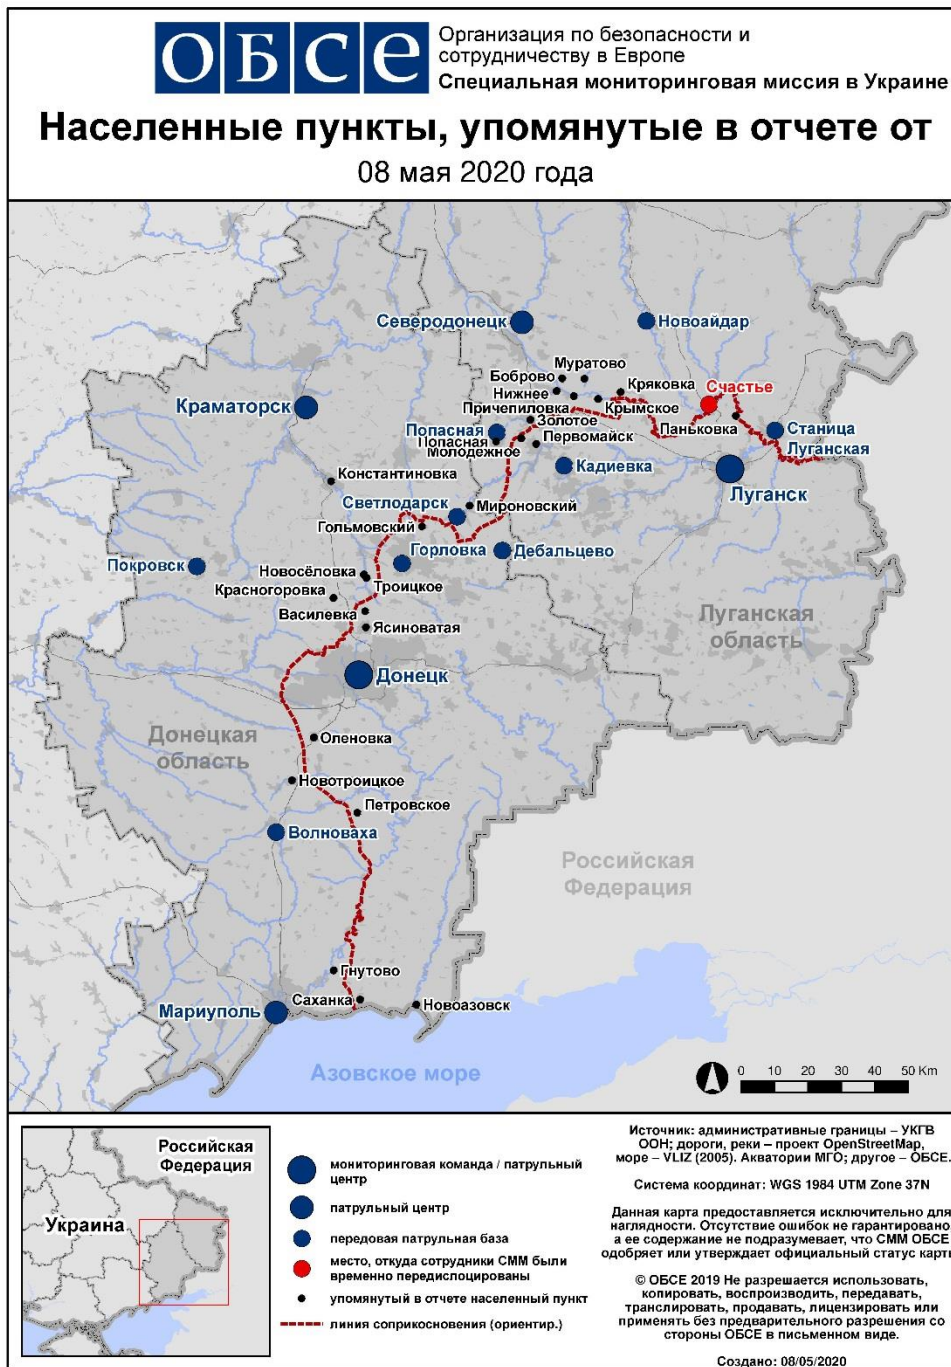 ОБСЕ
Организация по безопасности и
сотрудничеству в Европе
Специальная мониторинговая миссия в Украине
Населенные пункты, упомянутые в отчете от
08 мая 2020 года
Северодонецк
Новоайдар
Муратово
Боброво
Нижнее
Кряковка
Счастье
Краматорск
Причепиловка
Крымское
Золотое
Попасная
Паньковка
Станица
Луганская
Попасная
Первомайск
Молодежное
Кадиевка
Луганск
Константиновка
Светлодарск
Мироновский
Гольмовский
Горловка
Дебальцево
Покровск
Новосёловка
Троицкое
Красногоровка
Василевка
Ясиноватая
Луганская
область
Донецк
Донецкая
область
Оленовка
Новотроицкое
Петровское
Волноваха
Российская
Федерация
Гнутово
Саханка
Новоазовск
Мариуполь
Азовское море
0 10 20 30 40 50 Km
Российская
Федерация
Украина
мониторинговая команда / патрульный
центр
патрульный центр
передовая патрульная база
место, откуда сотрудники СММ были
временно передислоцированы
упомянутый в отчете населенный пункт
линия соприкосновения (ориентир.)
Источник: административные границы – УКГВ
ООН; дороги, реки – проект OpenStreetMap,
море – VLIZ (2005). Акватории МГО; другое – ОБСЕ.
Система координат: WGS 1984 UTM Zone 37N
Данная карта предоставляется исключительно для
наглядности. Отсутствие ошибок не гарантировано
а ее содержание не подразумевает, что СММ ОБСЕ
одобряет или утверждает официальный статус карты
© ОБСЕ 2019 Не разрешается использовать,
копировать, воспроизводить, передавать,
транслировать, продавать, лицензировать или
применять без предварительного разрешения со
стороны ОБСЕ в письменном виде.
Создано: 08/05/2020